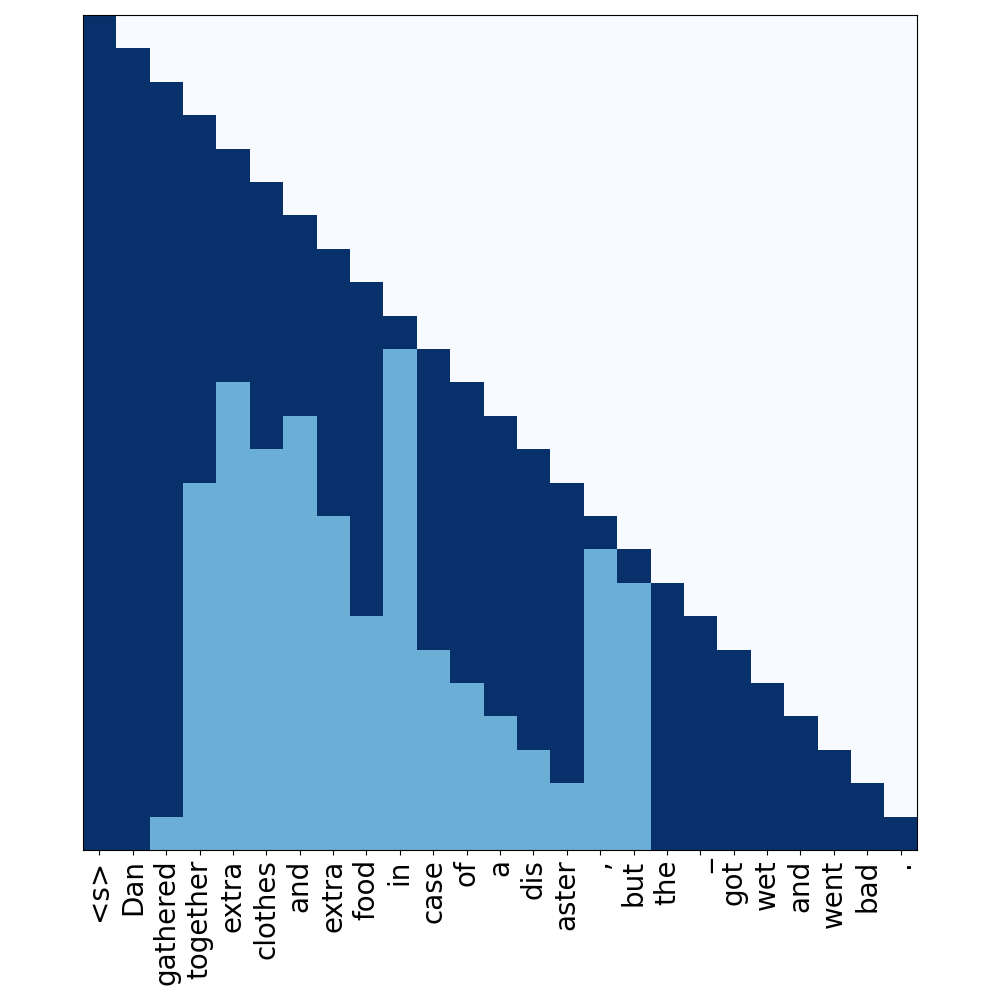 <s> Dan gathered together extra clothes and extra food in case of a dis aster , but the _ got wet and went bad .